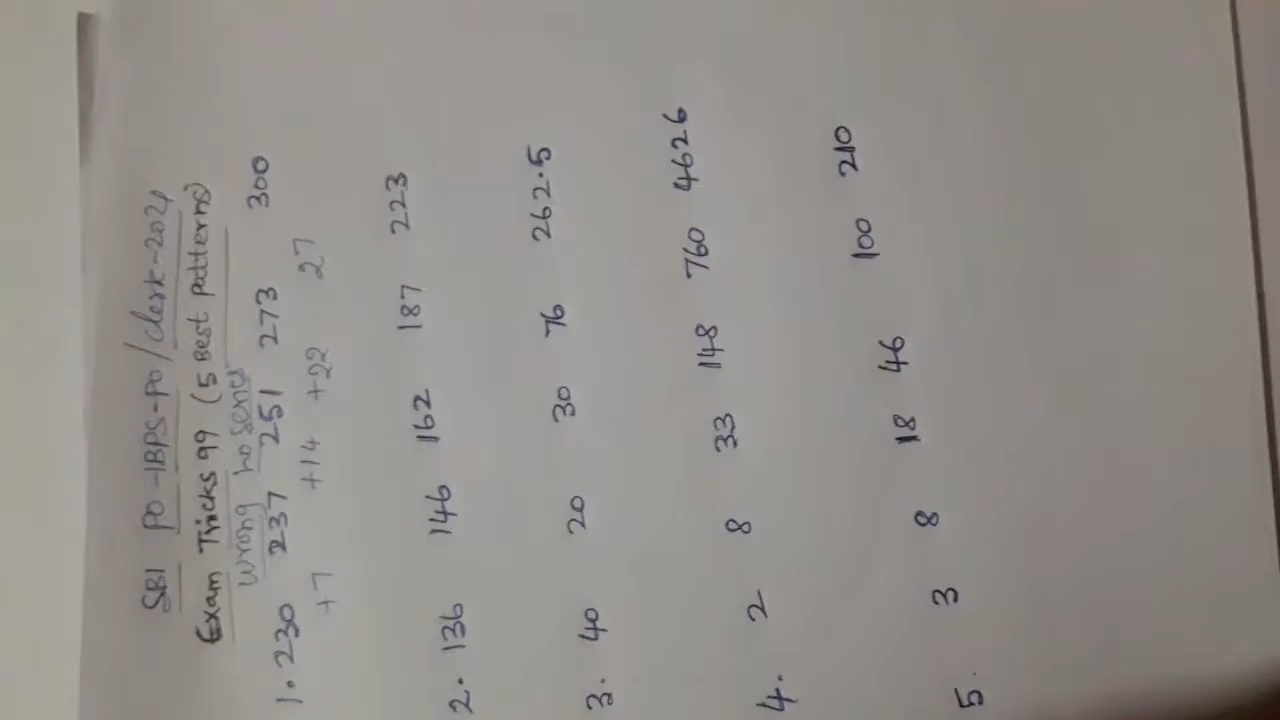 SBI PO-IBPS-PO/Clerk-2021
Exam Tricks 99 (5 Best Patterns)
Wrong no series
1. 230 237 251 273 300
+7 +14 +22 27
2. 136 146 162 187 223
3. 40 20 30 76 262.5
4. 2 8 33 148 760 4626
5. 3 8 18 46 100 210